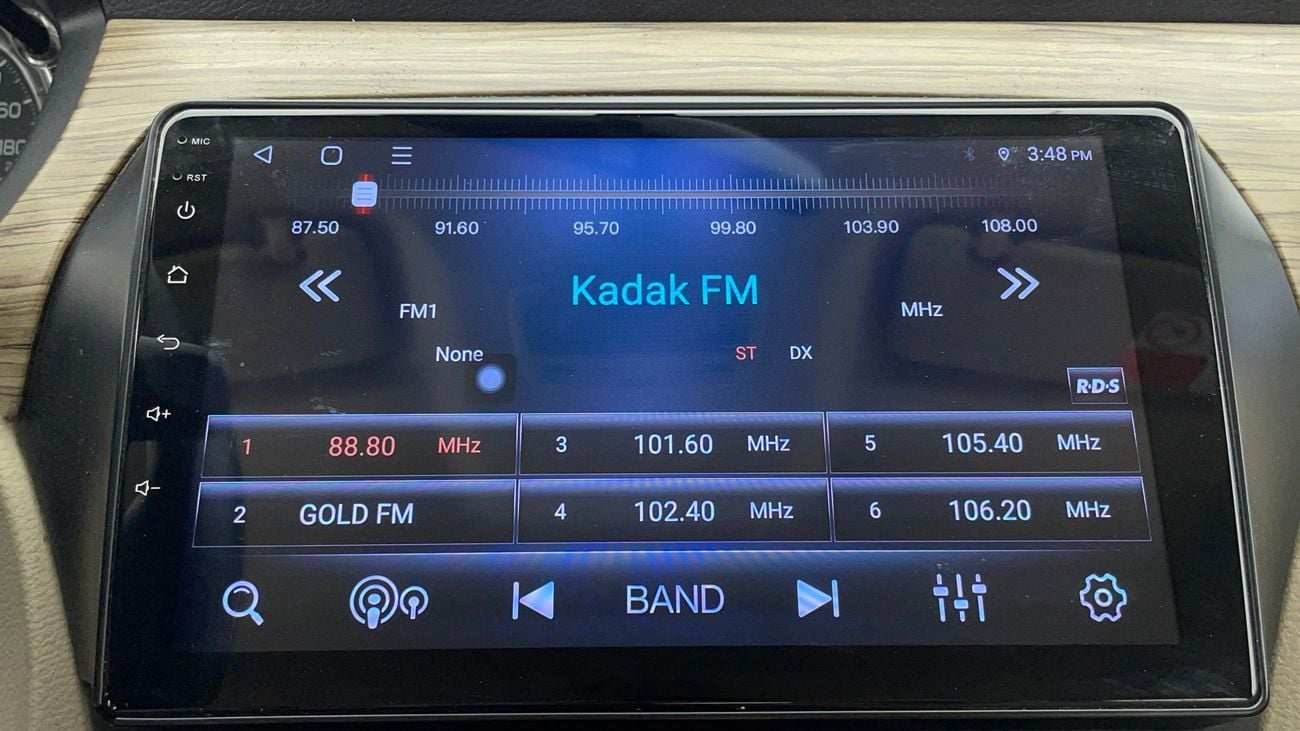 60
180
MIC
RST
3:48 PM
87.50 91.60 95.70 99.80 103.90 108.00
Kadak FM
FM1 MHz
None ST DX
R·D·S
1 88.80 MHz 3 101.60 MHz 5 105.40 MHz
2 GOLD FM 4 102.40 MHz 6 106.20 MHz
BAND